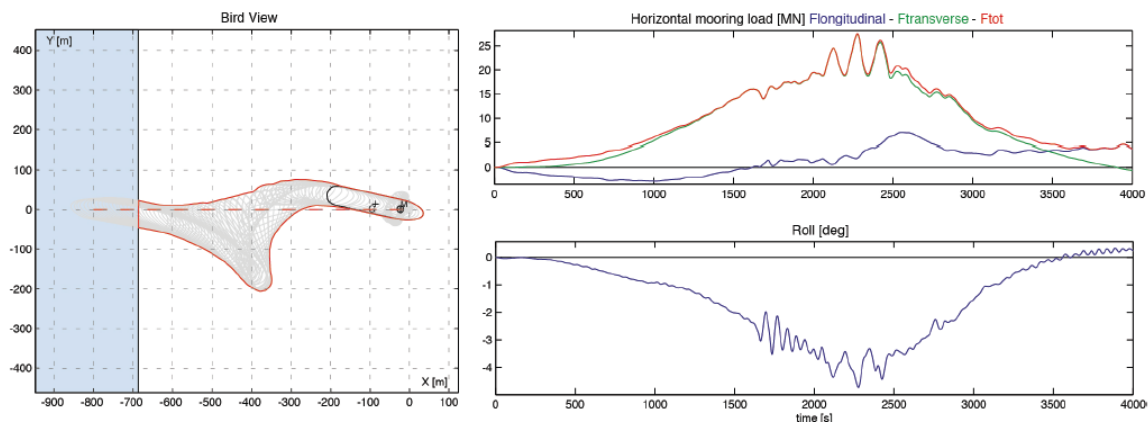 Bird View
Y [m]
400
300
200
100
0
-100
-200
-300
-400
X [m]
-900 -800 -700 -600 -500 -400 -300 -200 -100 0 100
Horizontal mooring load [MN] Flongitudinal - Ftransverse - Ftot
25
20
15
10
5
0
0 500 1000 1500 2000 2500 3000 3500 4000
Roll [deg]
0
-1
-2
-3
-4
0 500 1000 1500 2000 2500 3000 3500 4000
time [s]